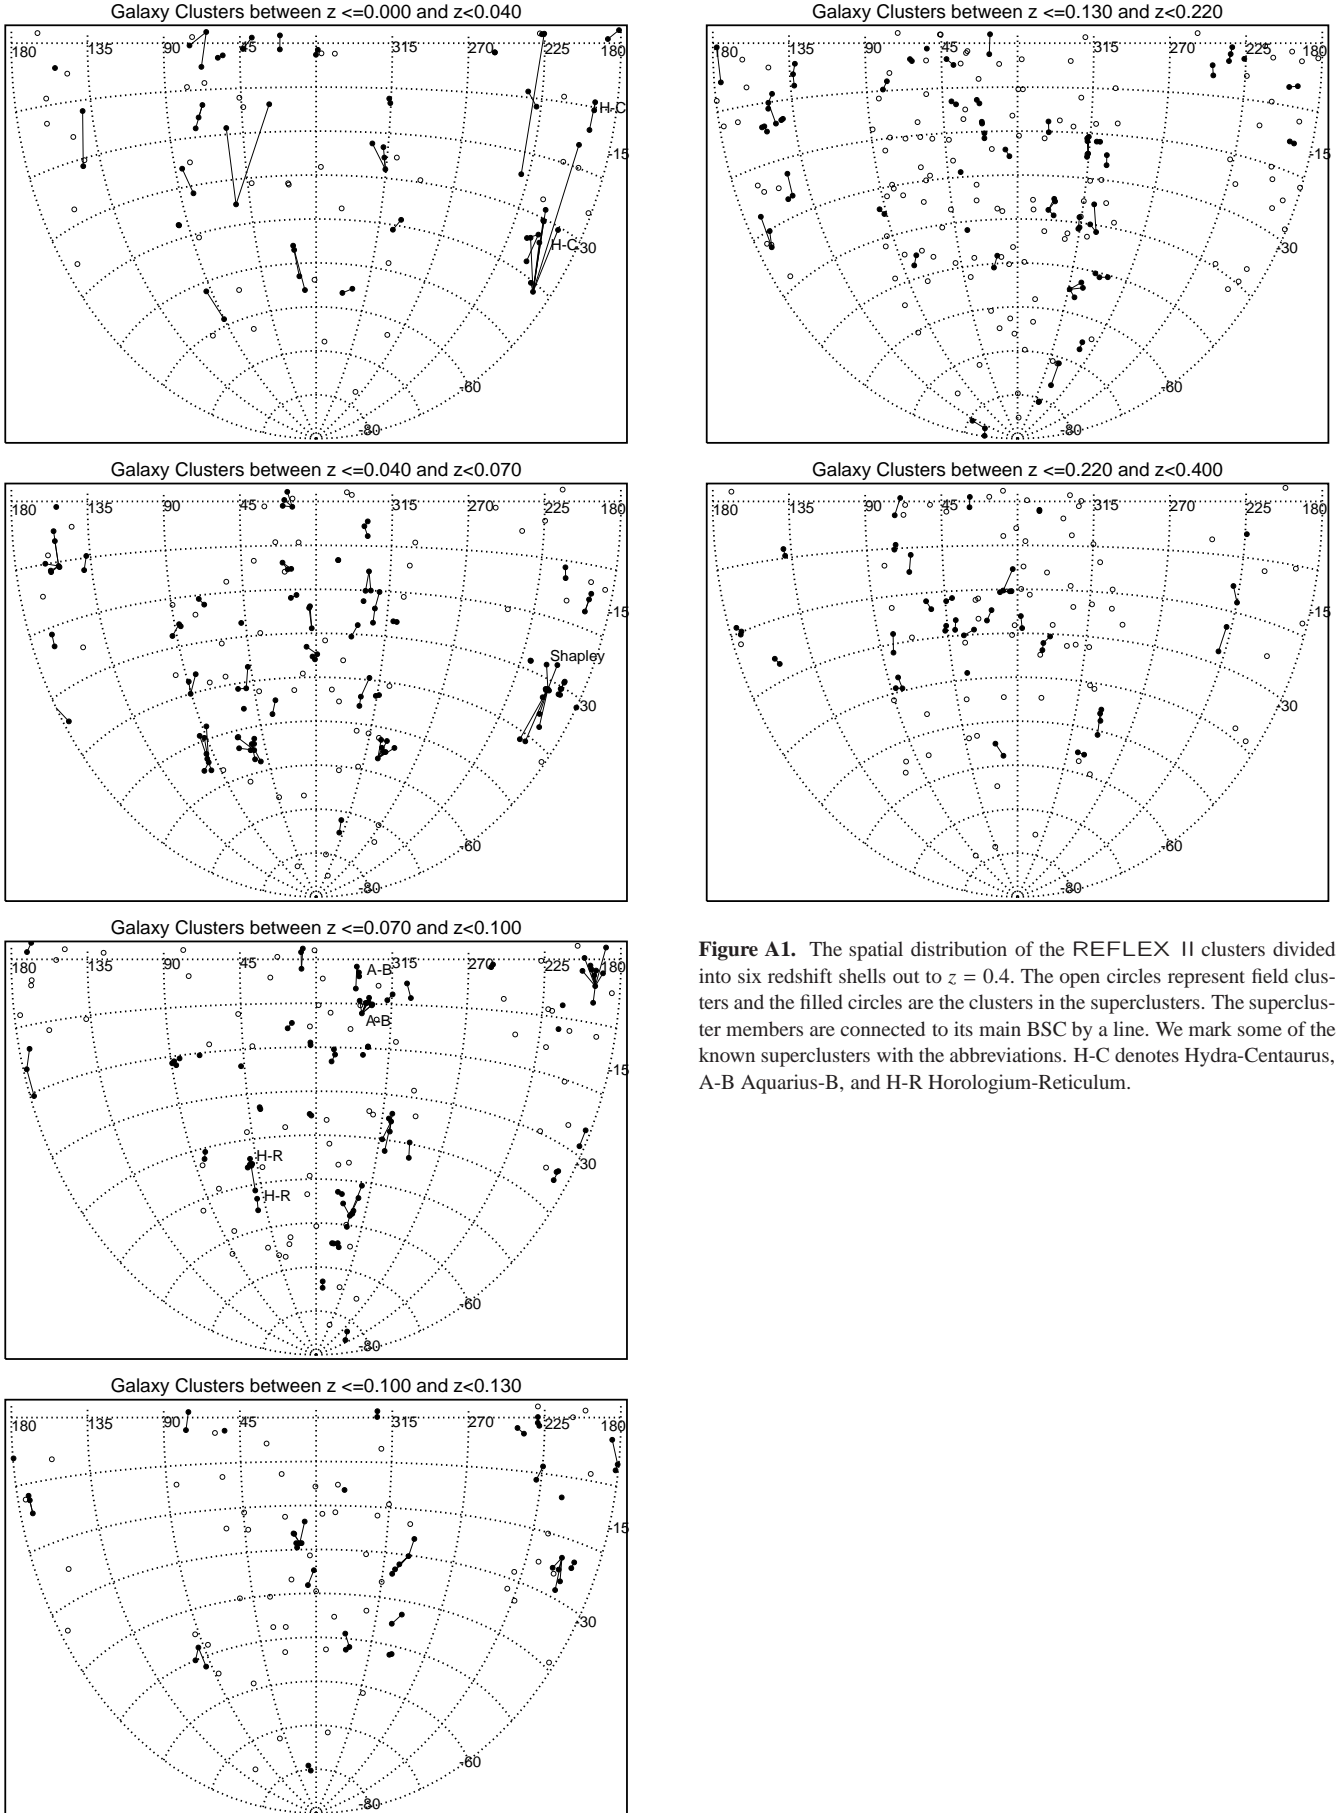 Galaxy Clusters between z <=0.000 and z<0.040
180 135 90 45 315 270 225 180
H-C
-15
H-C
-30
-60
-80
Galaxy Clusters between z <=0.040 and z<0.070
180 135 90 45 315 270 225 180
-15
Shapley
-30
-60
-80
Galaxy Clusters between z <=0.070 and z<0.100
180 135 90 45 315 270 225 180
A-B
A-B
-15
H-R
-30
H-R
-60
-80
Galaxy Clusters between z <=0.100 and z<0.130
180 135 90 45 315 270 225 180
-15
-30
-60
-80
Galaxy Clusters between z <=0.130 and z<0.220
180 135 90 45 315 270 225 180
-15
-30
-60
-80
Galaxy Clusters between z <=0.220 and z<0.400
180 135 90 45 315 270 225 180
-15
-30
-60
-80
Figure A1. The spatial distribution of the REFLEX II clusters divided
into six redshift shells out to z = 0.4. The open circles represent field clus-
ters and the filled circles are the clusters in the superclusters. The superclus-
ter members are connected to its main BSC by a line. We mark some of the
known superclusters with the abbreviations. H-C denotes Hydra-Centaurus,
A-B Aquarius-B, and H-R Horologium-Reticulum.